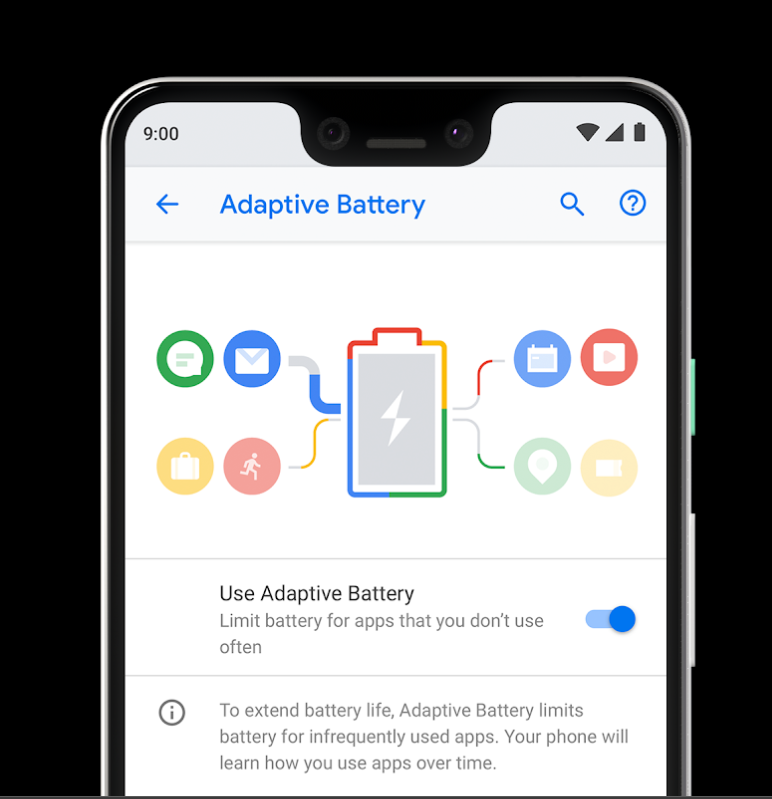 9:00
Adaptive Battery
Use Adaptive Battery
Limit battery for apps that you don’t use
often
To extend battery life, Adaptive Battery limits
battery for infrequently used apps. Your phone will
learn how you use apps over time.